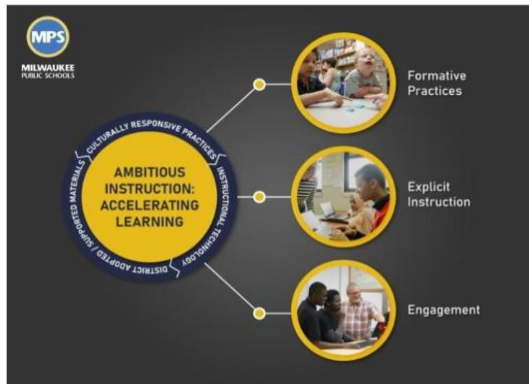 MPS
MILWAUKEE
PUBLIC SCHOOLS
CULTURALLY RESPONSIVE PRACTICES
INSTRUCTIONAL TECHNOLOGY
DISTRICT ADOPTED / SUPPORTED MATERIALS
AMBITIOUS
INSTRUCTION:
ACCELERATING
LEARNING
Formative
Practices
Explicit
Instruction
Engagement